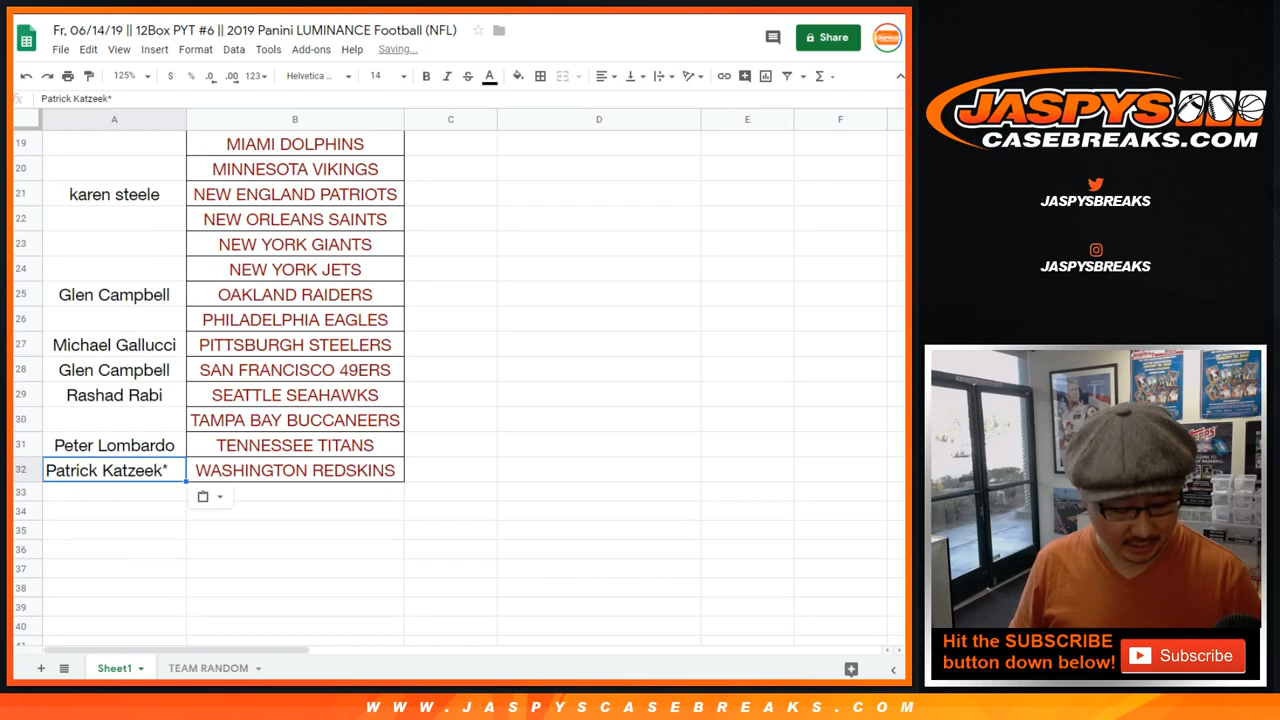 Fr, 06/14/19 || 12Box PYT #6 || 2019 Panini LUMINANCE Football (NFL)
File Edit View Insert Format Data Tools Add-ons Help Saving...
Share
125% $ % .0 .00 123 Helvetica ... 14 B I S A
fx Patrick Katzeek*
A B C D E F
19 MIAMI DOLPHINS
20 MINNESOTA VIKINGS
21 karen steele NEW ENGLAND PATRIOTS
22 NEW ORLEANS SAINTS
23 NEW YORK GIANTS
24 NEW YORK JETS
25 Glen Campbell OAKLAND RAIDERS
26 PHILADELPHIA EAGLES
27 Michael Gallucci PITTSBURGH STEELERS
28 Glen Campbell SAN FRANCISCO 49ERS
29 Rashad Rabi SEATTLE SEAHAWKS
30 TAMPA BAY BUCCANEERS
31 Peter Lombardo TENNESSEE TITANS
32 Patrick Katzeek* WASHINGTON REDSKINS
33
34
35
36
37
38
39
40
Sheet1 TEAM RANDOM
JASPYS
CASEBREAKS.COM
JASPYSBREAKS
JASPYSBREAKS
Hit the SUBSCRIBE
button down below!
Subscribe
WWW.JASPYSCASEBREAKS.COM